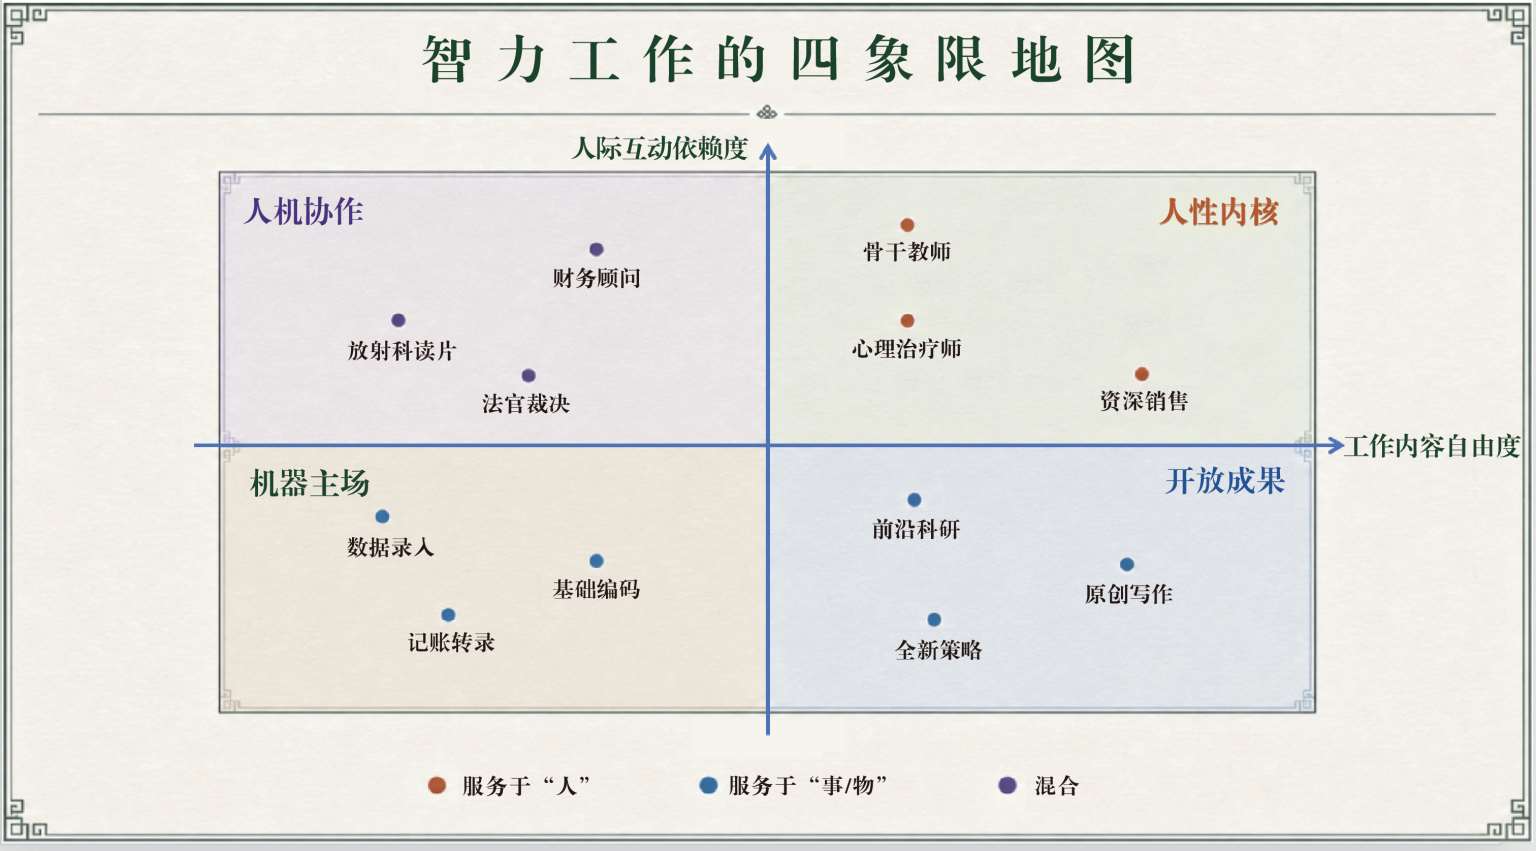 智力工作的四象限地图
人际互动依赖度
人机协作
人性内核
财务顾问
骨干教师
放射科读片
心理治疗师
法官裁决
资深销售
工作内容自由度
机器主场
开放成果
数据录入
前沿科研
基础编码
原创写作
记账转录
全新策略
服务于“人”
服务于“事/物”
混合